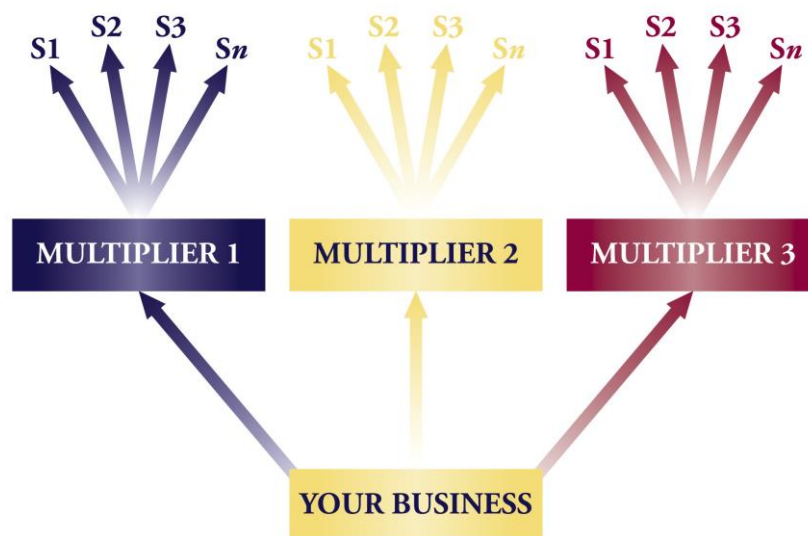 S1 S2 S3 Sn S1 S2 S3 Sn S1 S2 S3 Sn
MULTIPLIER 1 MULTIPLIER 2 MULTIPLIER 3
YOUR BUSINESS